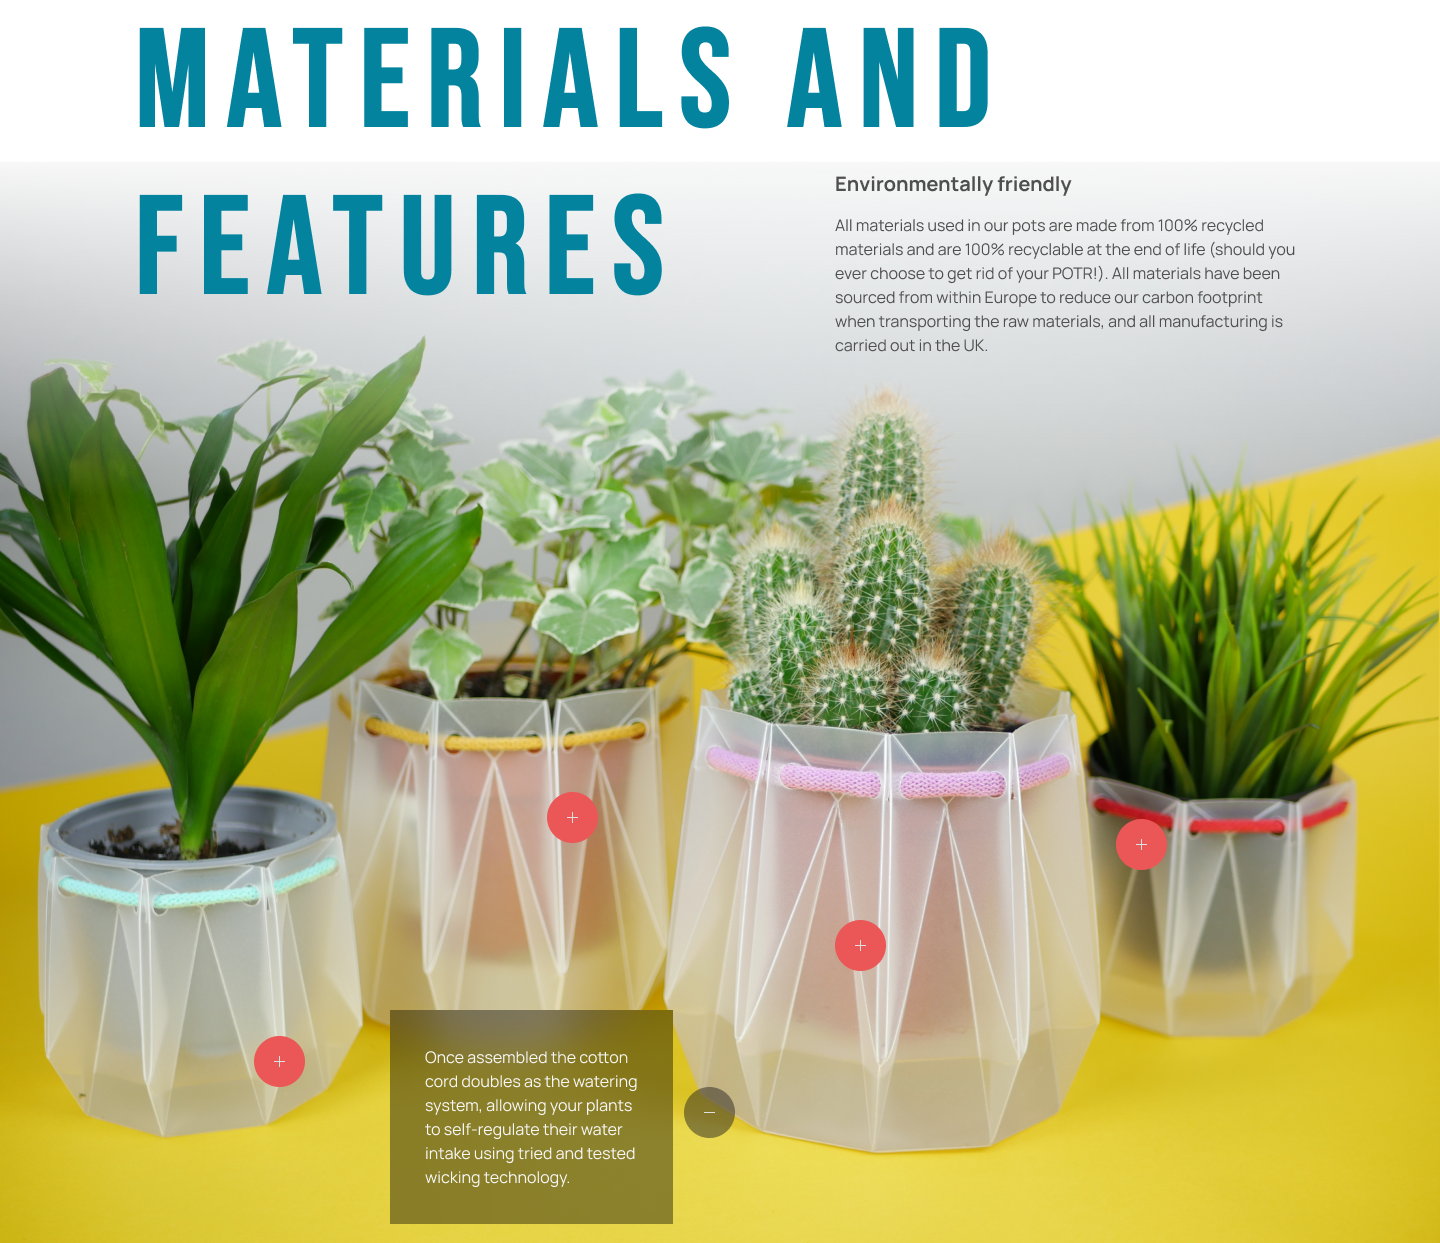 MATERIALS AND
FEATURES
Environmentally friendly
All materials used in our pots are made from 100% recycled
materials and are 100% recyclable at the end of life (should you
ever choose to get rid of your POTR!). All materials have been
sourced from within Europe to reduce our carbon footprint
when transporting the raw materials, and all manufacturing is
carried out in the UK.
Once assembled the cotton
cord doubles as the watering
system, allowing your plants
to self-regulate their water
intake using tried and tested
wicking technology.